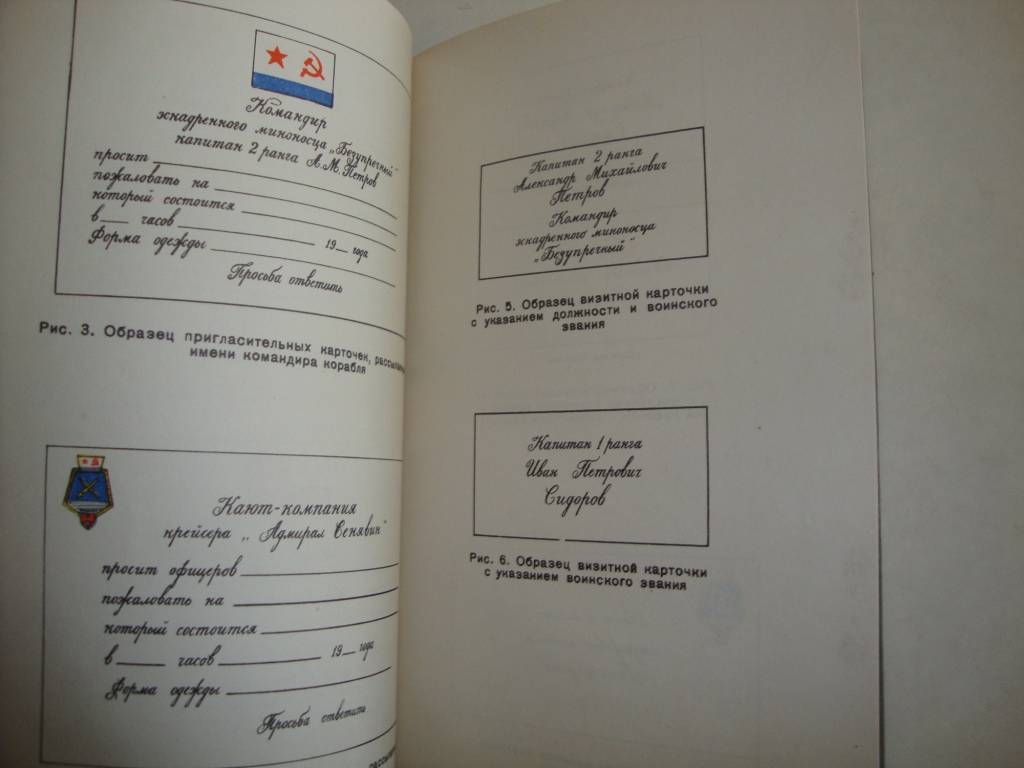 Командир
эскадренного миноносца „Безупречный"
капитан 2 ранга А. М. Петров
просит
пожаловать на
который состоится
в часов 19 года
Форма одежды
Просьба ответить
Рис. 3. Образец пригласительных карточек,
имени командира корабля
Кают-компания
крейсера „Адмирал Сенявин"
просит офицеров
пожаловать на
который состоится
в часов 19 года
Форма одежды
Просьба ответить
Капитан 2 ранга
Александр Михайлович
Петров
Командир
эскадренного миноносца
„Безупречный"
Рис. 5. Образец визитной карточки
с указанием должности и воинского
звания
Капитан 1 ранга
Иван Петрович
Сидоров
Рис. 6. Образец визитной карточки
с указанием воинского звания